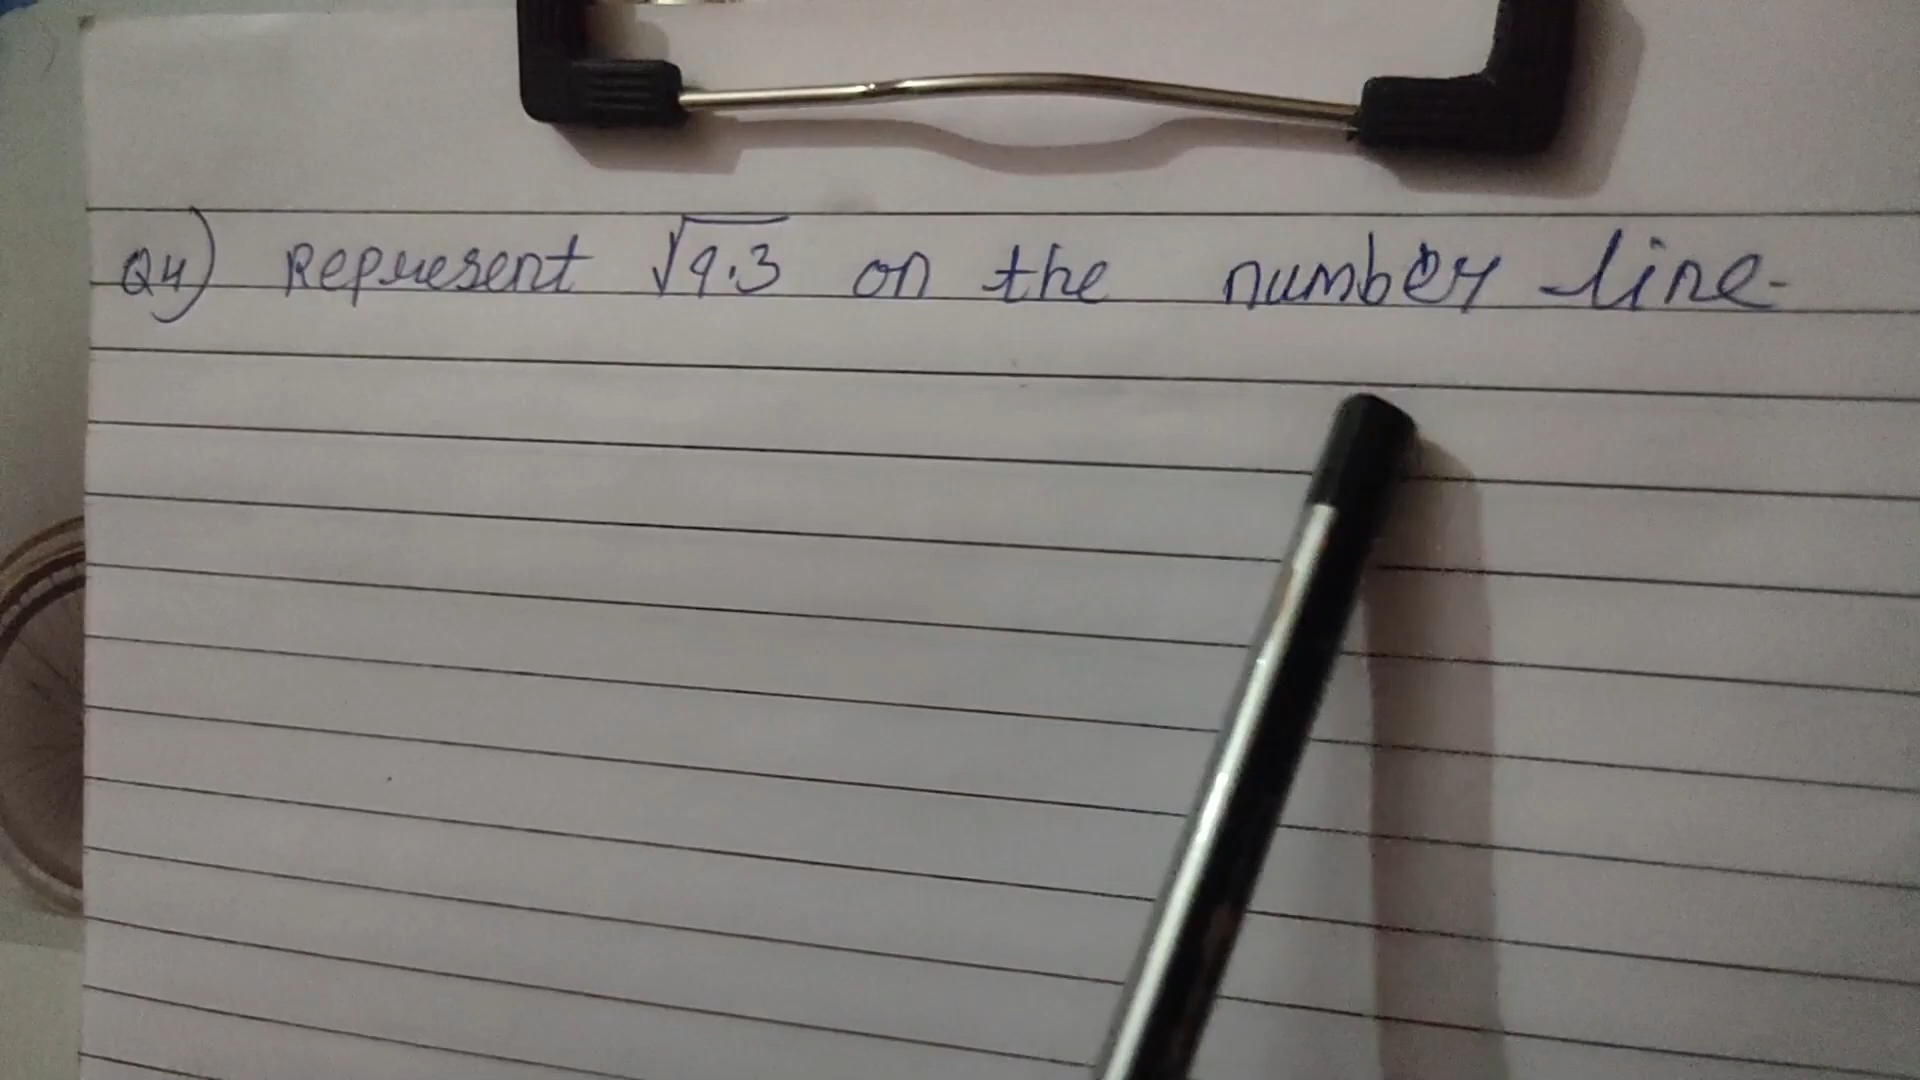 Q4) Represent √9.3 on the number line.